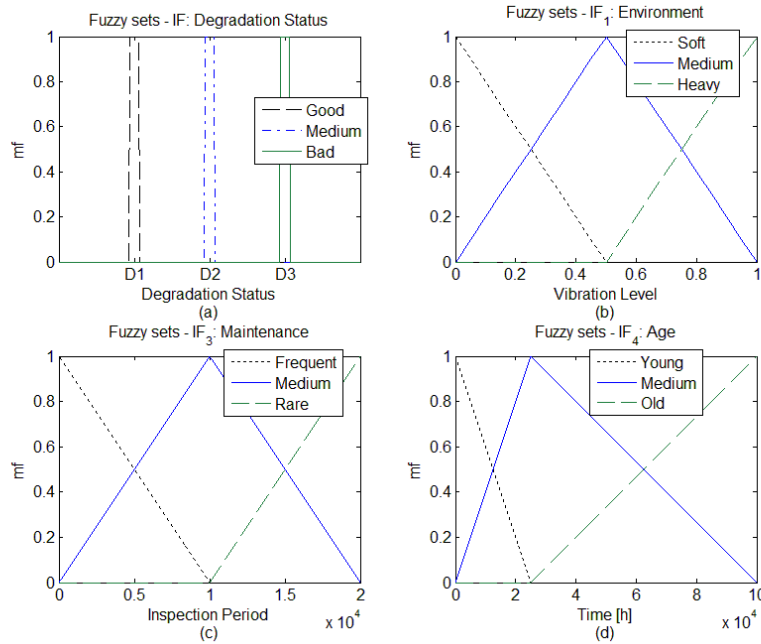 Fuzzy sets - IF: Degradation Status
1
0.8
0.6
0.4
0.2
0
mf
Good
Medium
Bad
D1 D2 D3
Degradation Status
(a)
Fuzzy sets - IF1: Environment
1
0.8
0.6
0.4
0.2
0
mf
Soft
Medium
Heavy
0 0.2 0.4 0.6 0.8 1
Vibration Level
(b)
Fuzzy sets - IF3: Maintenance
1
0.8
0.6
0.4
0.2
0
mf
Frequent
Medium
Rare
0 0.5 1 1.5 2
Inspection Period
x 10^4
(c)
Fuzzy sets - IF4: Age
1
0.8
0.6
0.4
0.2
0
mf
Young
Medium
Old
0 2 4 6 8 10
Time [h]
x 10^4
(d)